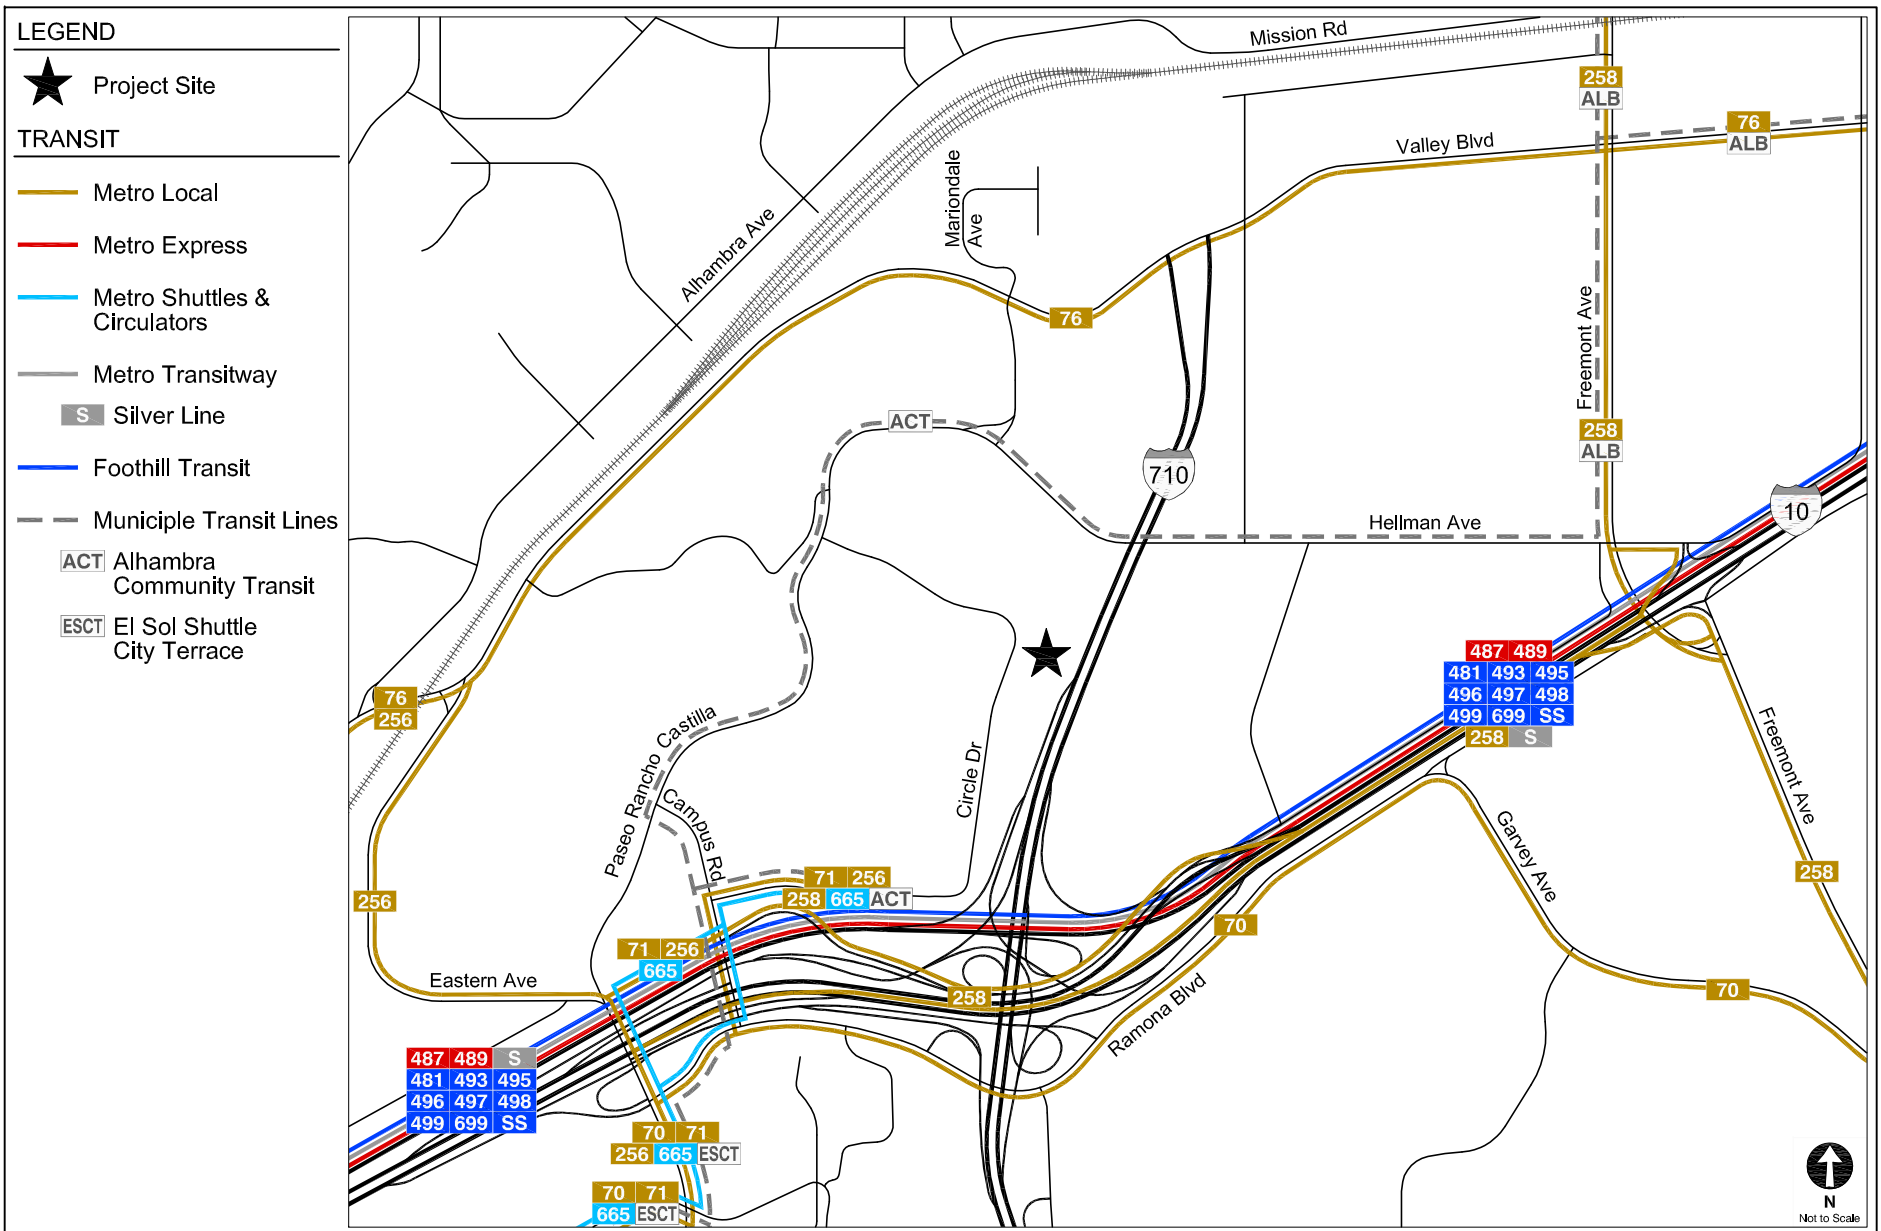 LEGEND
Project Site
TRANSIT
Metro Local
Metro Express
Metro Shuttles &
Circulators
Metro Transitway
S Silver Line
Foothill Transit
Municiple Transit Lines
ACT Alhambra
Community Transit
ESCT El Sol Shuttle
City Terrace
Mission Rd
258
ALB
76
ALB
Valley Blvd
Mariondale
Ave
Alhambra Ave
76
Freemont Ave
ACT
258
ALB
710
10
Hellman Ave
487 489
481 493 495
496 497 498
499 699 SS
258 S
76
256
Paseo Rancho Castilla
Campus Rd
Circle Dr
Freemont Ave
Garvey Ave
258
71 256
258 665 ACT
256
70
71 256
665
Eastern Ave
258
70
Ramona Blvd
487 489 S
481 493 495
496 497 498
499 699 SS
70 71
256 665 ESCT
70 71
665 ESCT
N
Not to Scale